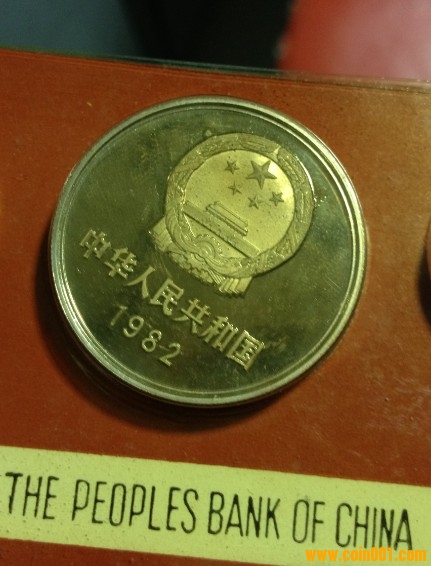 中华人民共和国
1982
THE PEOPLES BANK OF CHINA
www.coin001.com